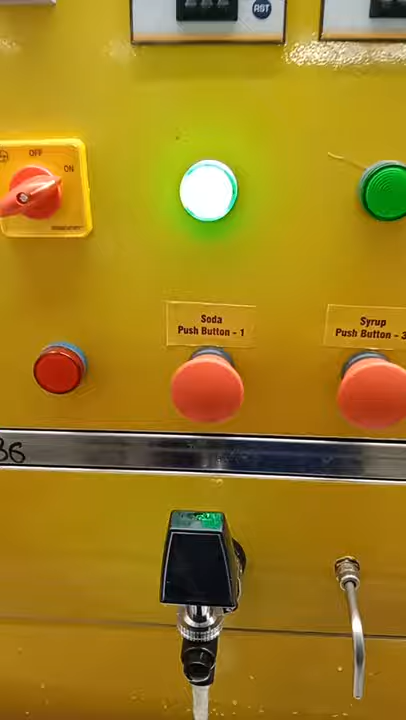 RST
OFF
ON
Soda
Push Button - 1
Syrup
Push Button - 3
36